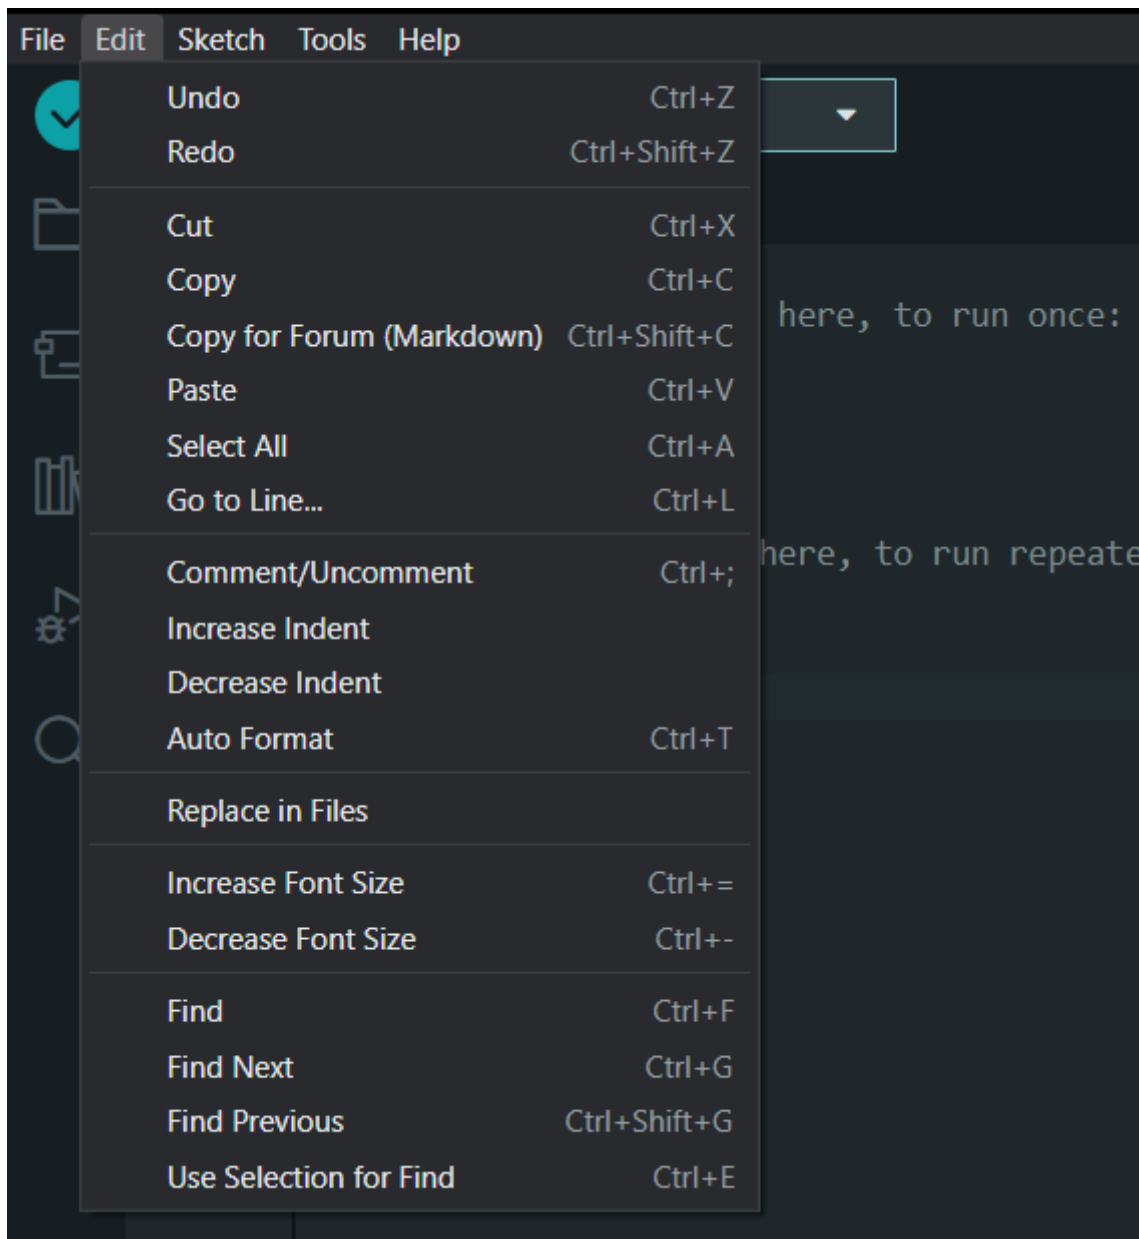 File Edit Sketch Tools Help
Undo Ctrl+Z
Redo Ctrl+Shift+Z
Cut Ctrl+X
Copy Ctrl+C
Copy for Forum (Markdown) Ctrl+Shift+C
Paste Ctrl+V
Select All Ctrl+A
Go to Line... Ctrl+L
Comment/Uncomment Ctrl+;
Increase Indent
Decrease Indent
Auto Format Ctrl+T
Replace in Files
Increase Font Size Ctrl+=
Decrease Font Size Ctrl+-
Find Ctrl+F
Find Next Ctrl+G
Find Previous Ctrl+Shift+G
Use Selection for Find Ctrl+E
here, to run once:
here, to run repeate